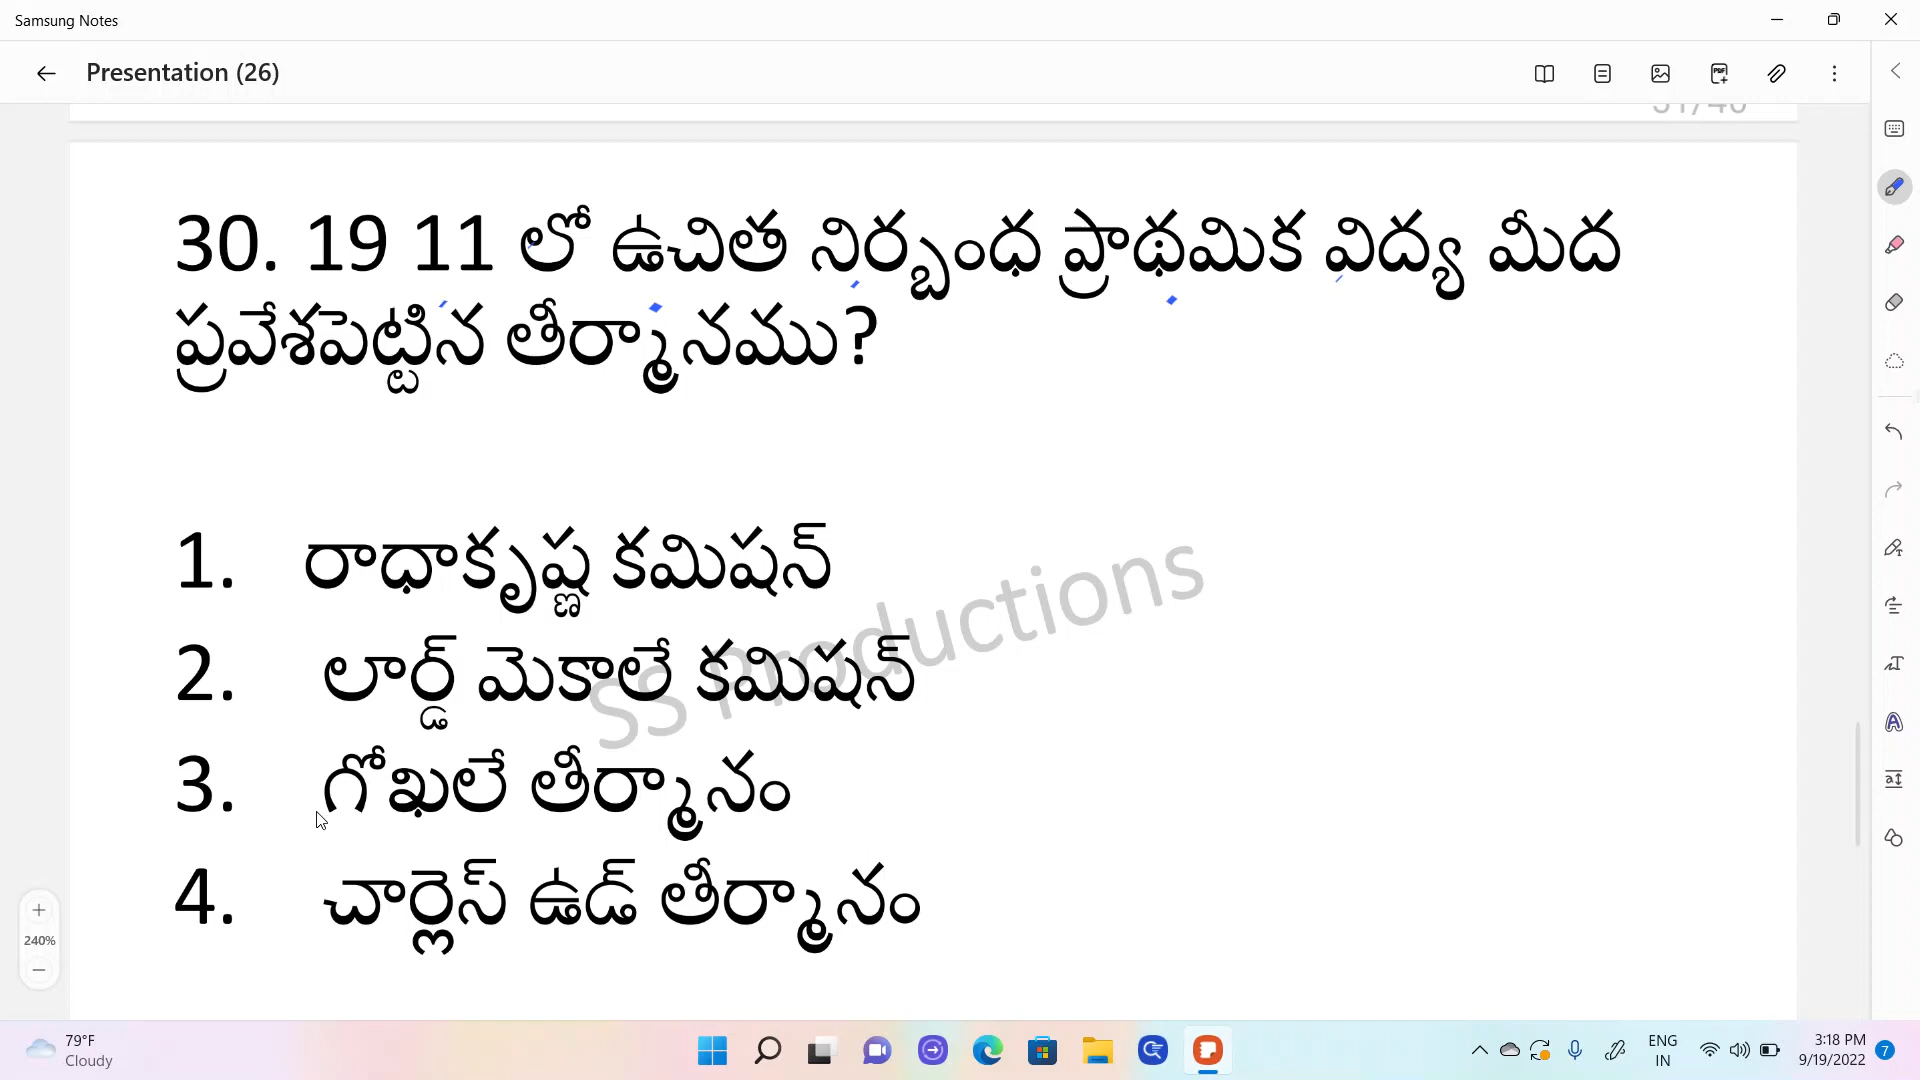 Samsung Notes
Presentation (26)
30. 19 11 లో ఉచిత నిర్బంధ ప్రాథమిక విద్య మీద
ప్రవేశపెట్టిన తీర్మానము?
1. రాధాకృష్ణ కమిషన్
2. లార్డ్ మెకాలే కమిషన్
3. గోఖలే తీర్మానం
4. చార్లెస్ ఉడ్ తీర్మానం
SS Productions
240%
79°F
Cloudy
ENG
IN
3:18 PM
9/19/2022
7